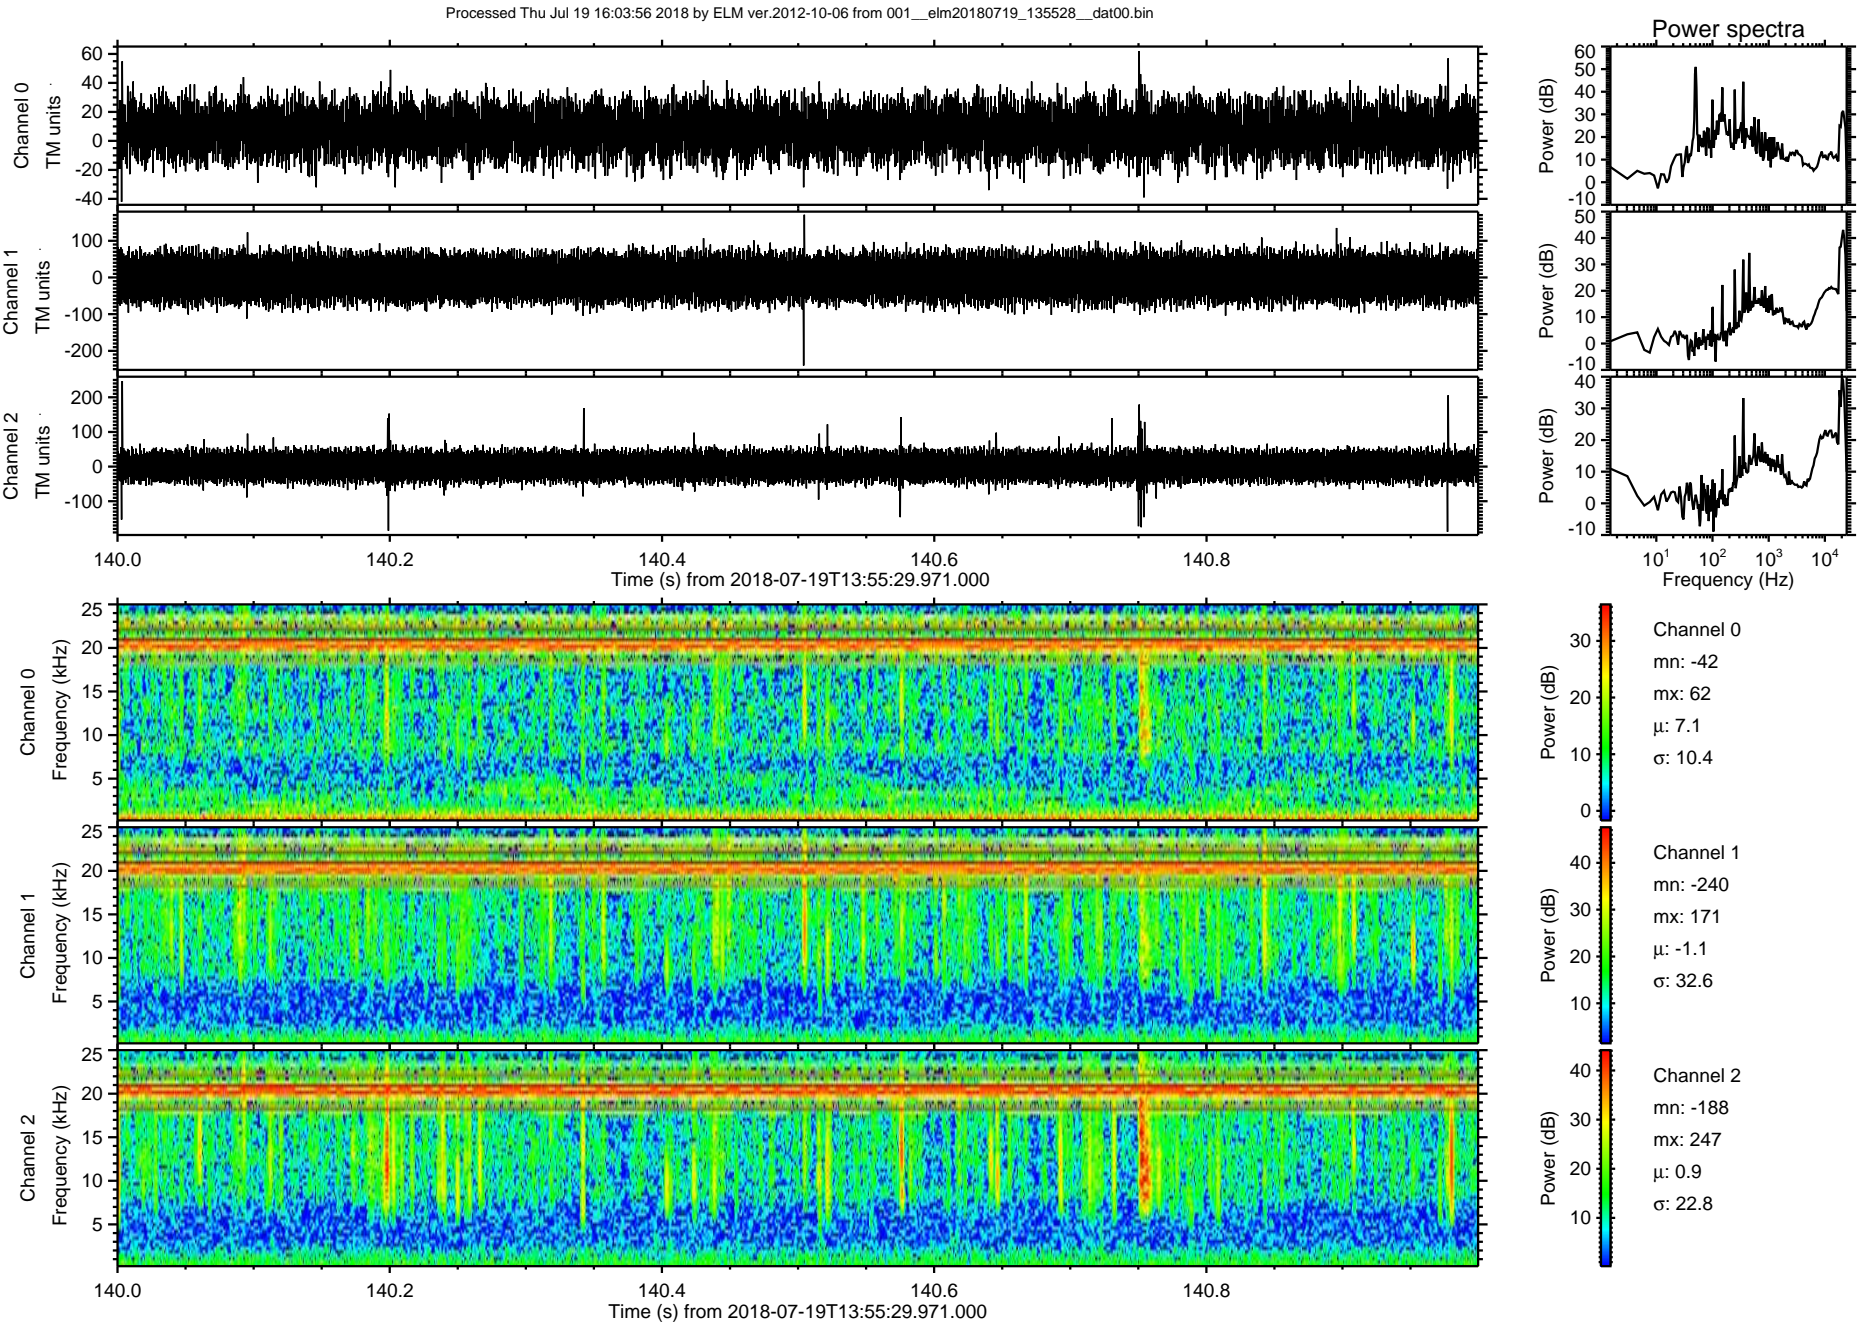 Processed Thu Jul 19 16:03:56 2018 by ELM ver.2012-10-06 from 001__elm20180719_135528__dat00.bin
Power spectra
Channel 0
TM units
60
40
20
0
-20
-40
Power (dB)
60
50
40
30
20
10
0
-10
Channel 1
TM units
100
0
-100
-200
Power (dB)
50
40
30
20
10
0
-10
Channel 2
TM units
200
100
0
-100
Power (dB)
40
30
20
10
0
-10
140.0 140.2 140.4 140.6 140.8
Time (s) from 2018-07-19T13:55:29.971.000
10^1 10^2 10^3 10^4
Frequency (Hz)
Channel 0
Frequency (kHz)
25
20
15
10
5
Power (dB)
30
20
10
0
Channel 0
mn: -42
mx: 62
μ: 7.1
σ: 10.4
Channel 1
Frequency (kHz)
25
20
15
10
5
Power (dB)
40
30
20
10
Channel 1
mn: -240
mx: 171
μ: -1.1
σ: 32.6
Channel 2
Frequency (kHz)
25
20
15
10
5
Power (dB)
40
30
20
10
Channel 2
mn: -188
mx: 247
μ: 0.9
σ: 22.8
140.0 140.2 140.4 140.6 140.8
Time (s) from 2018-07-19T13:55:29.971.000